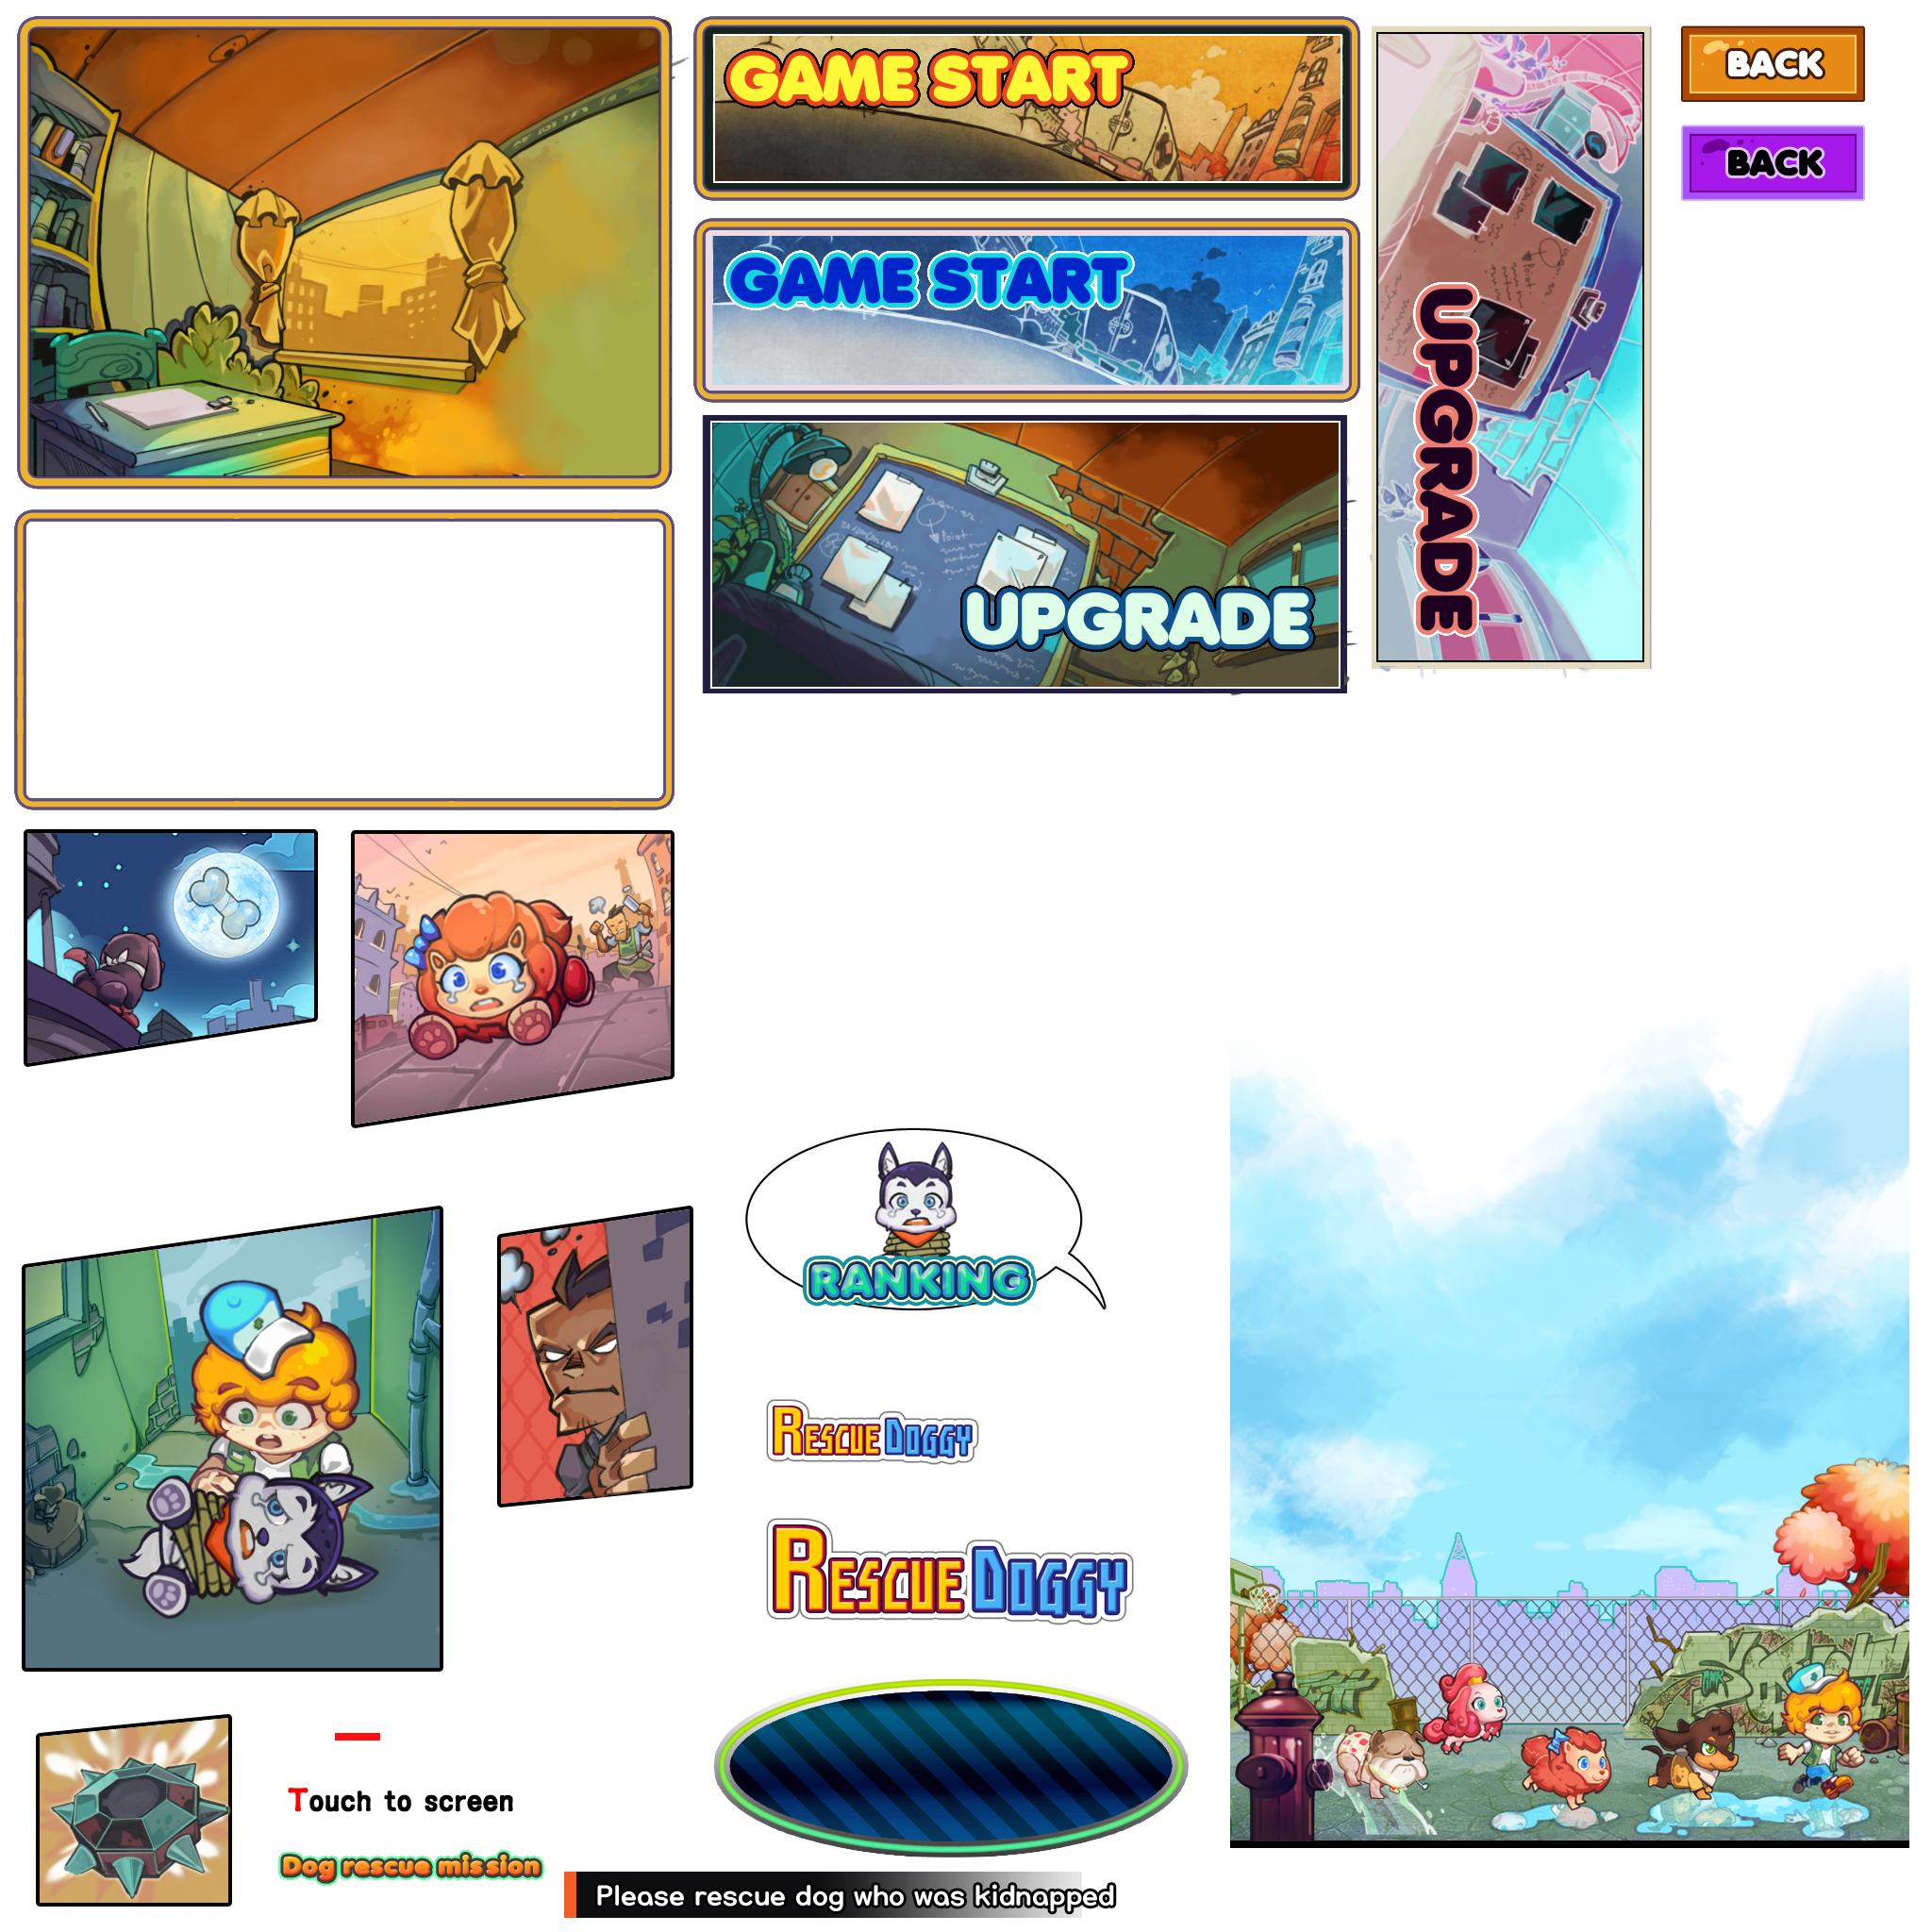 GAME START
BACK
BACK
GAME START
UPGRADE
UPGRADE
RANKING
RESCUE DOGGY
RESCUE DOGGY
Touch to screen
Dog rescue mission
Please rescue dog who was kidnapped